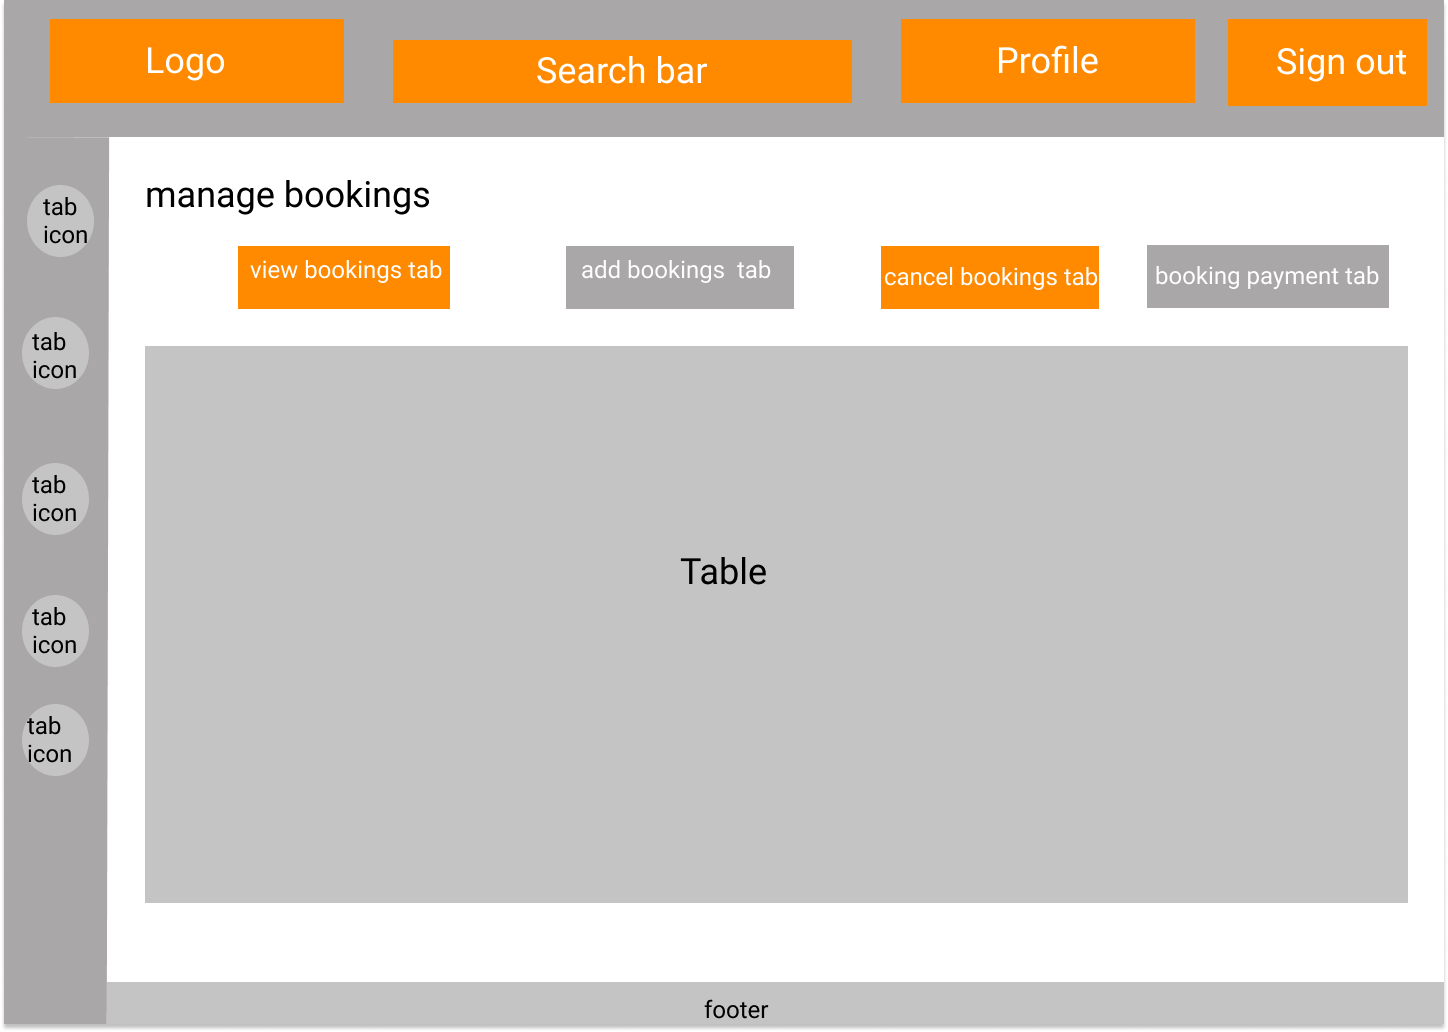 Logo
Search bar
Profile
Sign out
manage bookings
view bookings tab
add bookings  tab
cancel bookings tab
booking payment tab
tab
icon
tab
icon
tab
icon
tab
icon
tab
icon
Table
footer